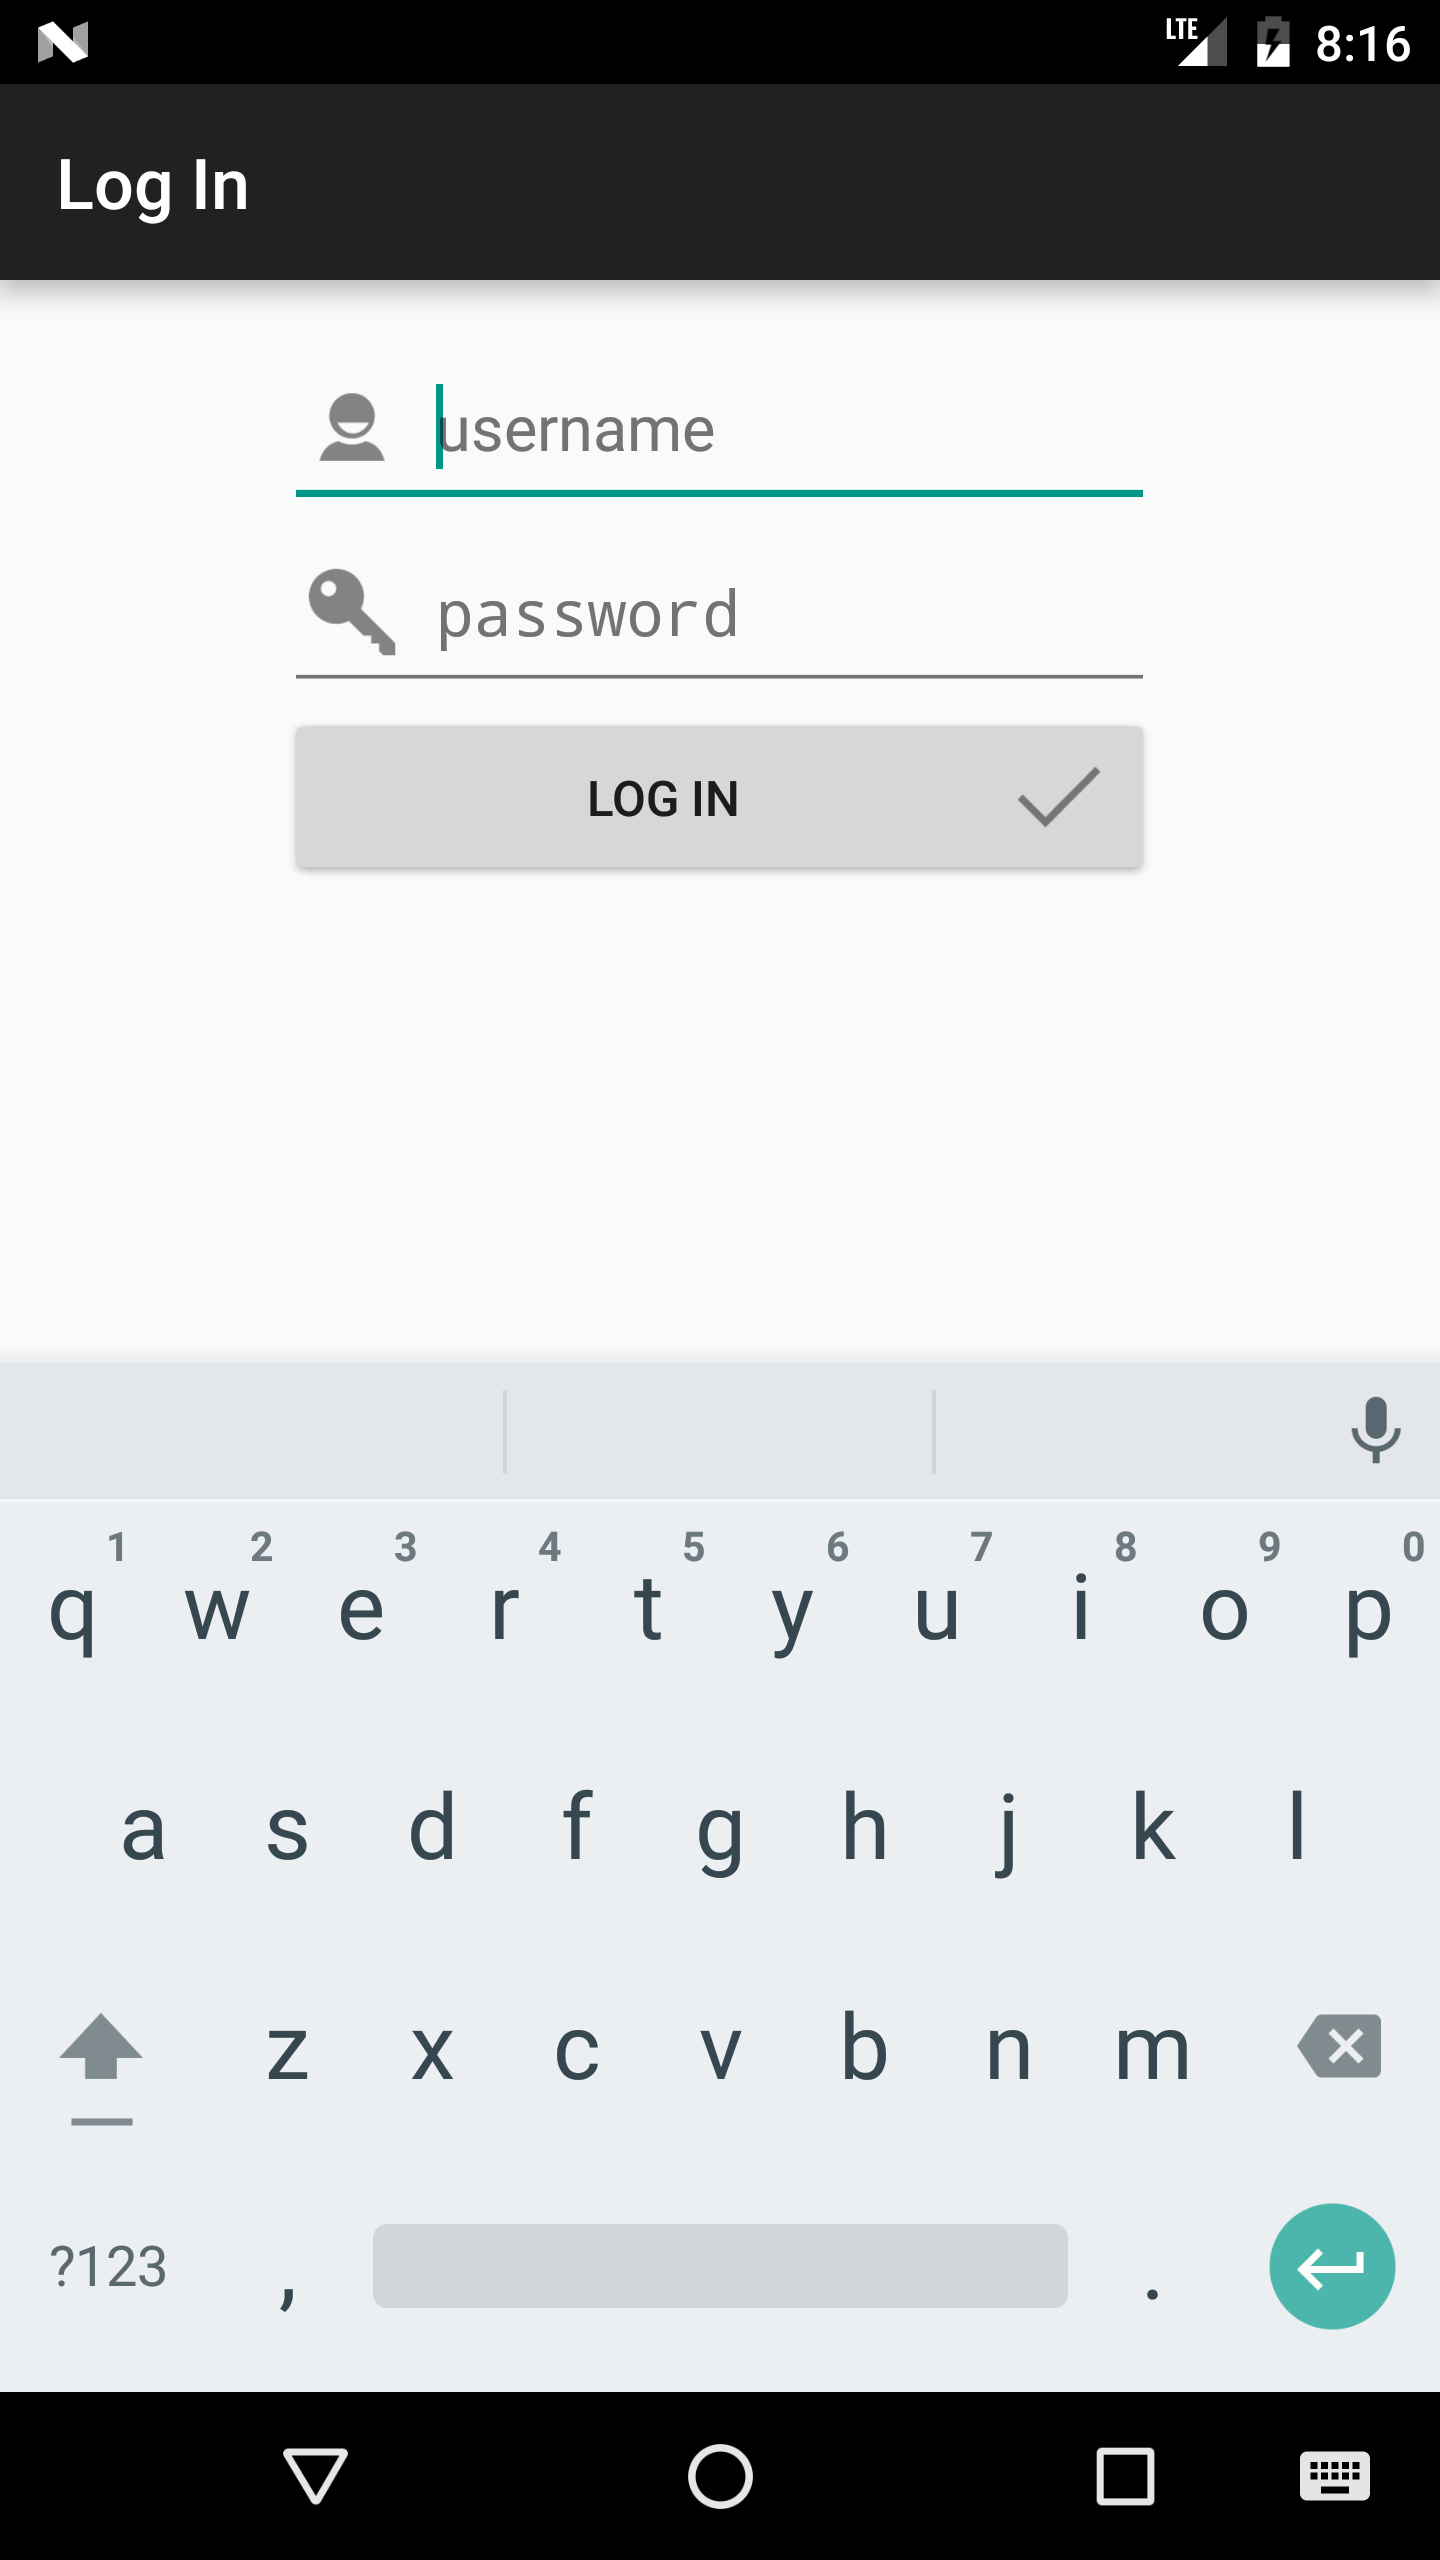 LTE 8:16
Log In
username
password
LOG IN
1 2 3 4 5 6 7 8 9 0
q w e r t y u i o p
a s d f g h j k l
z x c v b n m
?123 , .